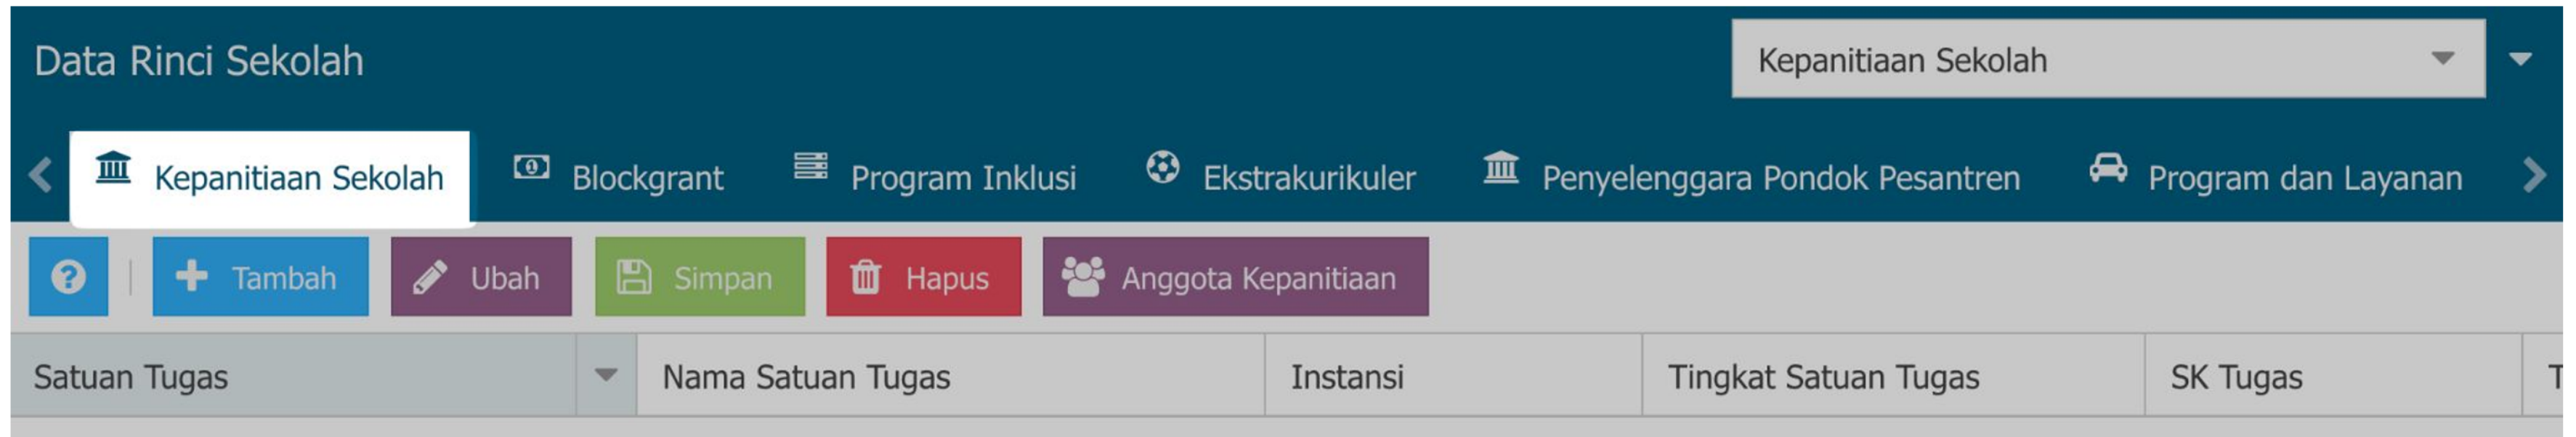 Data Rinci Sekolah Kepanitiaan Sekolah
Kepanitiaan Sekolah Blockgrant Program Inklusi Ekstrakurikuler Penyelenggara Pondok Pesantren Program dan Layanan
? Tambah Ubah Simpan Hapus Anggota Kepanitiaan
Satuan Tugas Nama Satuan Tugas Instansi Tingkat Satuan Tugas SK Tugas